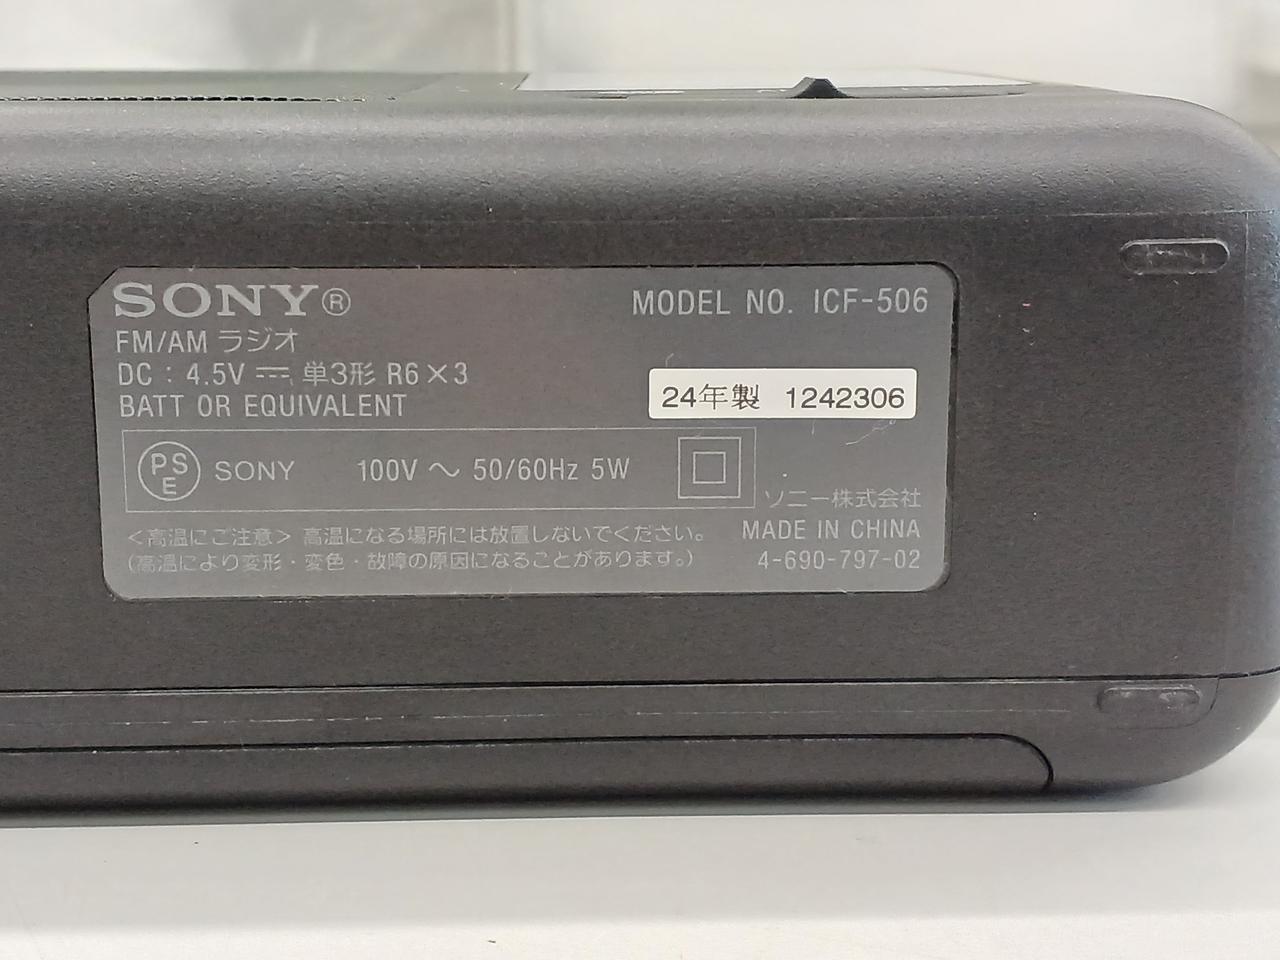 SONY®
MODEL NO. ICF-506
FM/AM ラジオ
DC : 4.5V ⎓ 単3形 R6×3
BATT OR EQUIVALENT
24年製 1242306
PSE SONY 100V ～ 50/60Hz 5W
ソニー株式会社
<高温にご注意> 高温になる場所には放置しないでください。
MADE IN CHINA
(高温により変形・変色・故障の原因になることがあります。)
4-690-797-02